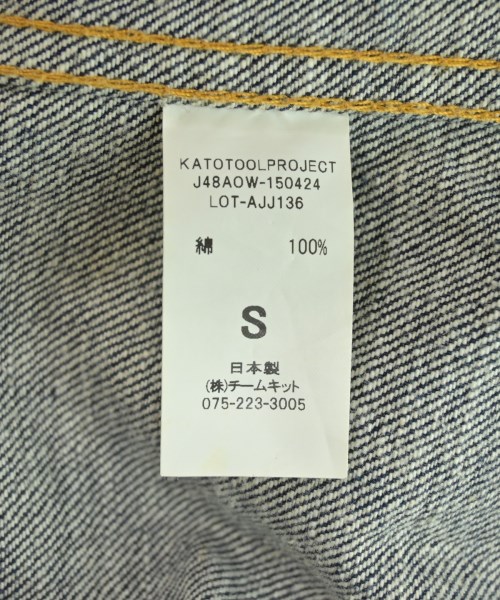 KATOTOOLPROJECT
J48AOW-150424
LOT-AJJ136
綿 100%
S
日本製
(株)チームキット
075-223-3005